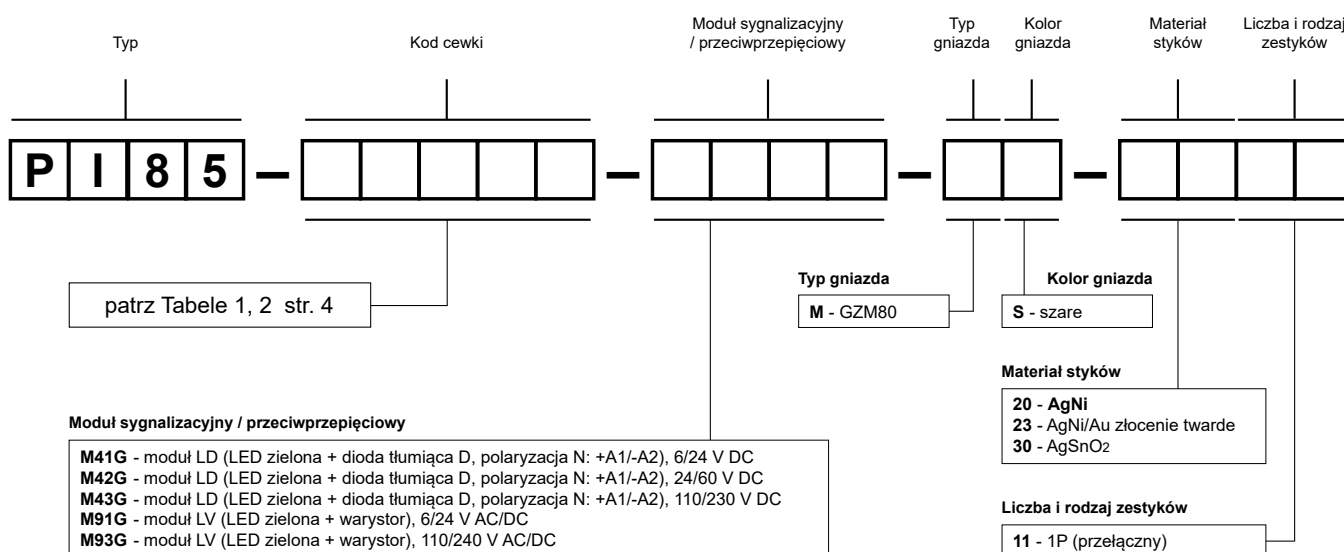 Typ
Kod cewki
Moduł sygnalizacyjny
/ przeciwprzepięciowy
Typ
gniazda
Kolor
gniazda
Materiał
styków
Liczba i rodzaj
zestyków
P I 8 5 – – – –
patrz Tabele 1, 2 str. 4
Typ gniazda
M - GZM80
Kolor gniazda
S - szare
Materiał styków
20 - AgNi
23 - AgNi/Au złocenie twarde
30 - AgSnO2
Moduł sygnalizacyjny / przeciwprzepięciowy
M41G - moduł LD (LED zielona + dioda tłumiąca D, polaryzacja N: +A1/-A2), 6/24 V DC
M42G - moduł LD (LED zielona + dioda tłumiąca D, polaryzacja N: +A1/-A2), 24/60 V DC
M43G - moduł LD (LED zielona + dioda tłumiąca D, polaryzacja N: +A1/-A2), 110/230 V DC
M91G - moduł LV (LED zielona + warystor), 6/24 V AC/DC
M93G - moduł LV (LED zielona + warystor), 110/240 V AC/DC
Liczba i rodzaj zestyków
11 - 1P (przełączny)